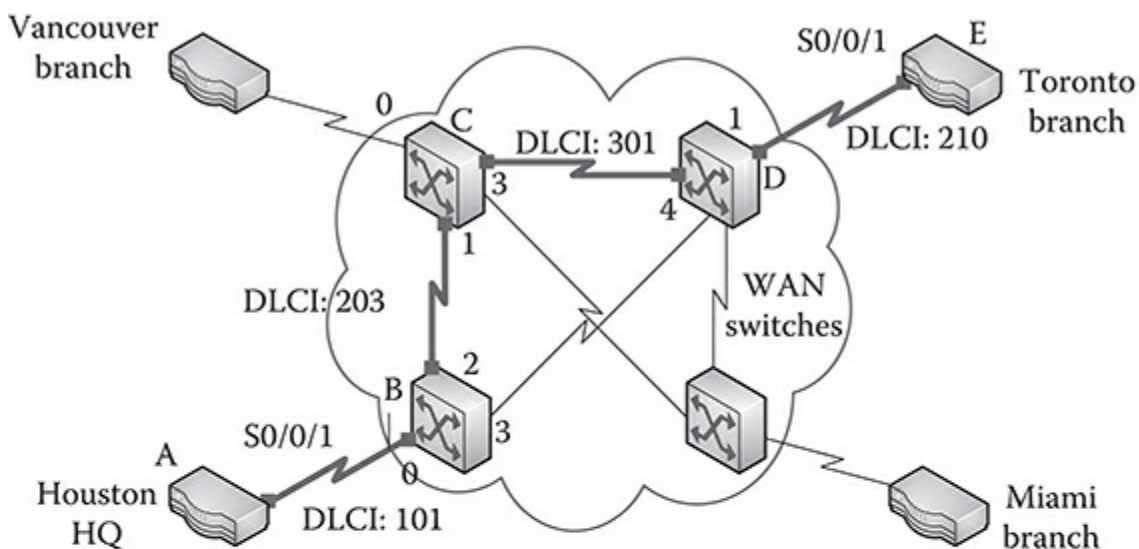 Vancouver
branch
0
C
DLCI: 301
3
1
DLCI: 203
S0/0/1
E
Toronto
branch
1
DLCI: 210
D
4
WAN
switches
2
B
3
S0/0/1
0
A
DLCI: 101
Houston
HQ
Miami
branch